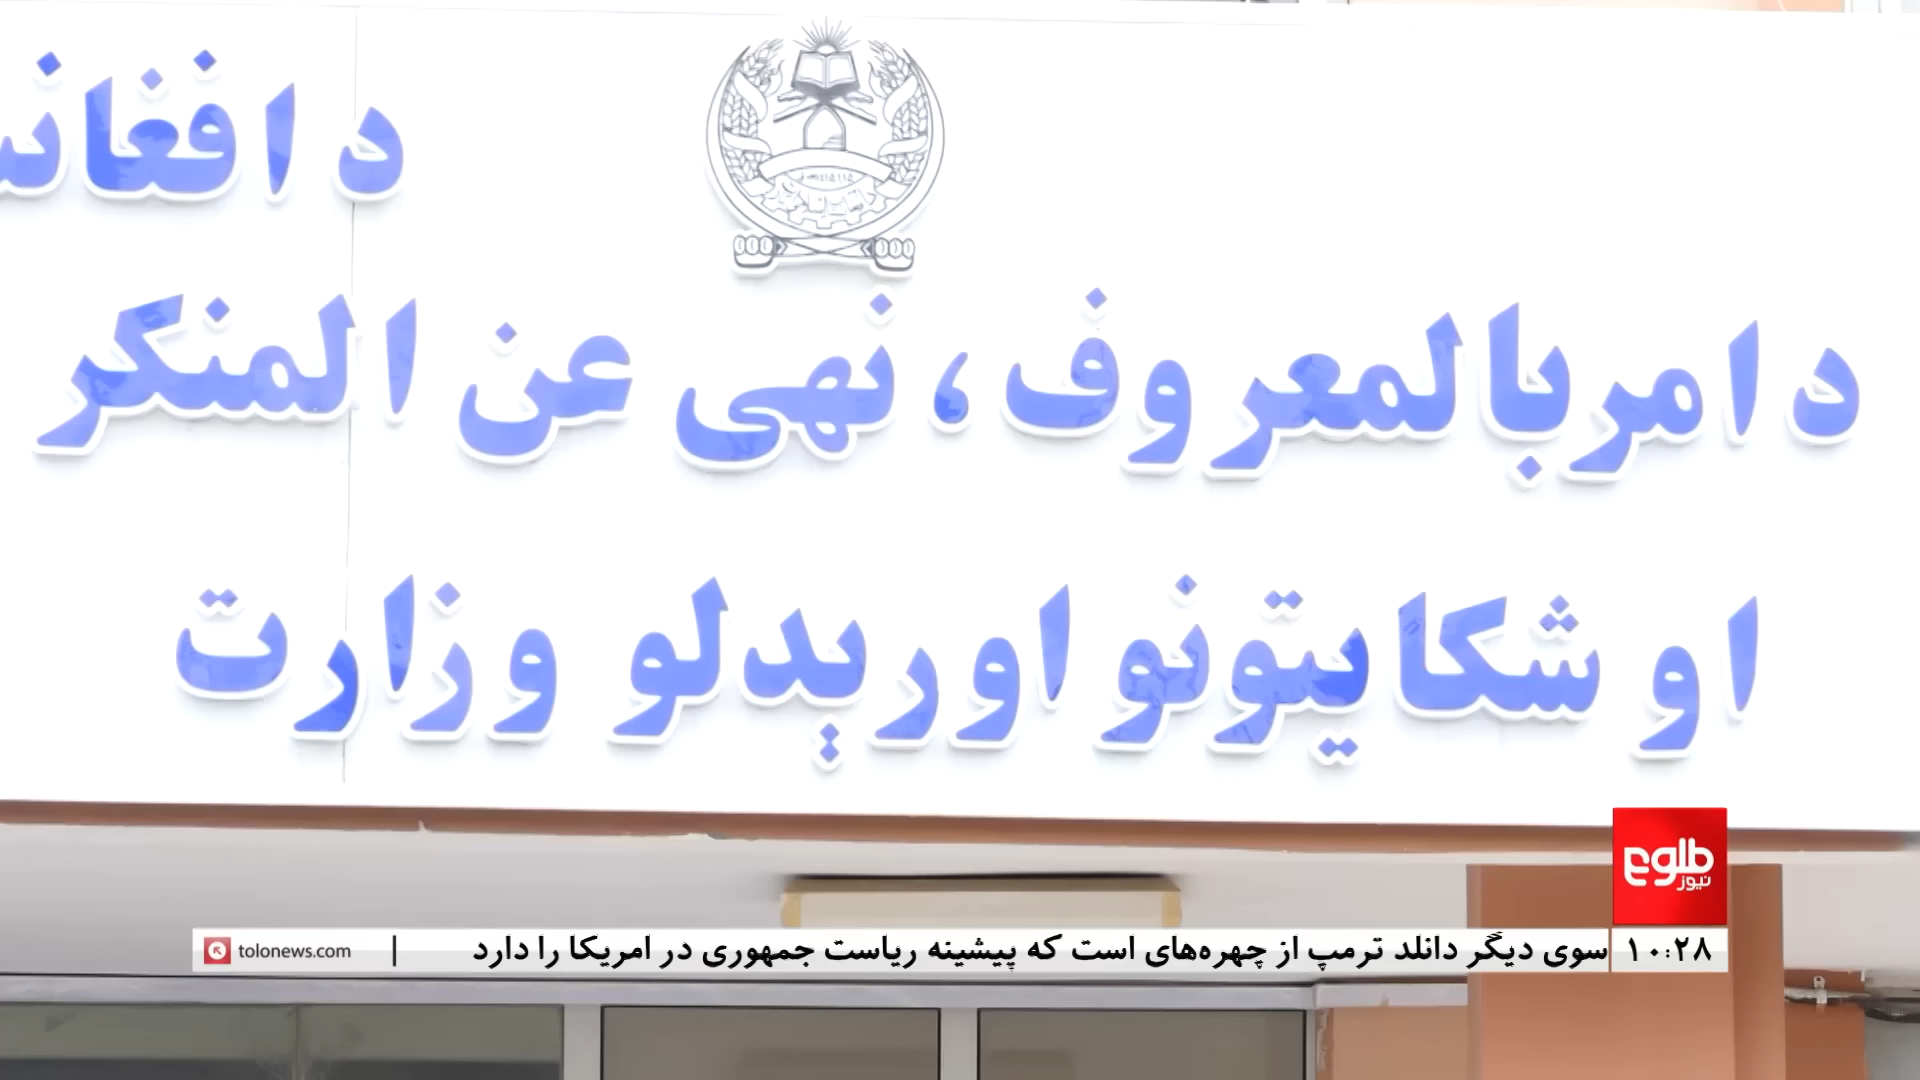 د افغانس
د امربالمعروف، نهی عن المنکر
او شکایتونو اورېدلو وزارت
طلوع
نیوز
۱۰:۲۸
سوی دیگر دانلد ترمپ از چهره‌های است که پیشینه ریاست جمهوری در امریکا را دارد
| tolonews.com